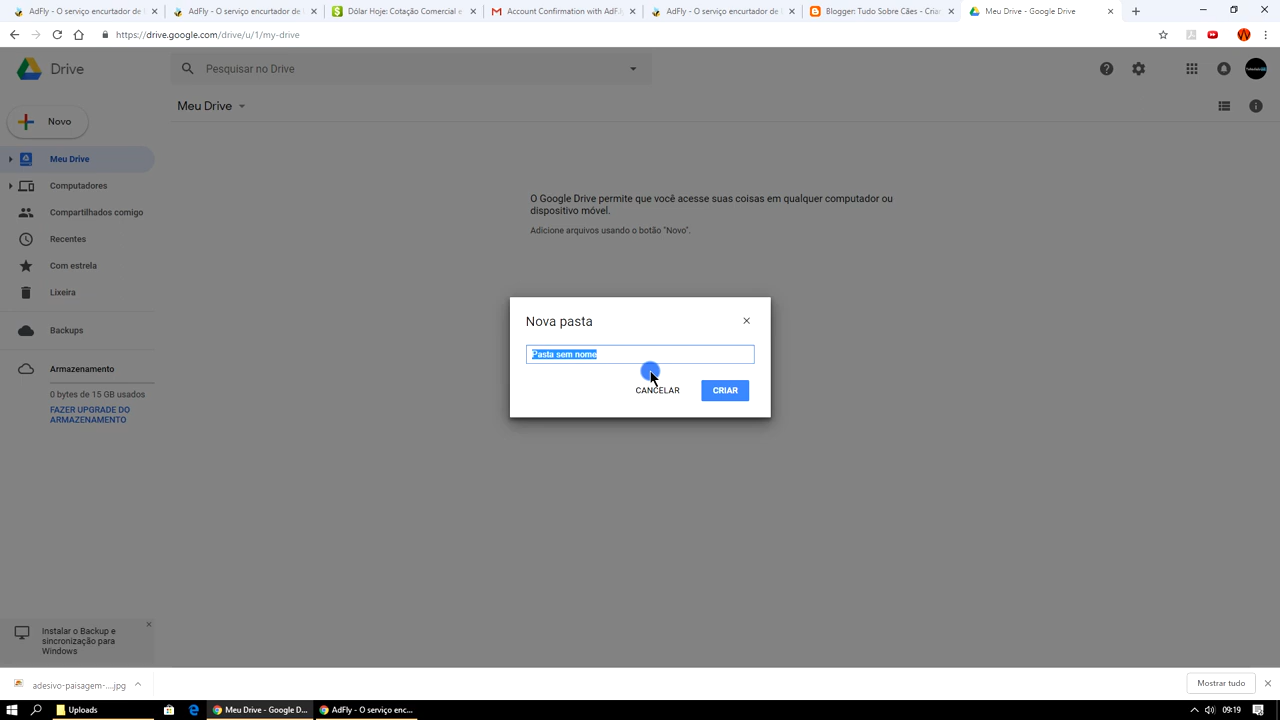 AdFly - O serviço encurtador de l
AdFly - O serviço encurtador de l
Dólar Hoje: Cotação Comercial e
Account Confirmation with AdF.l
AdFly - O serviço encurtador de l
Blogger: Tudo Sobre Cães - Criar
Meu Drive - Google Drive
https://drive.google.com/drive/u/1/my-drive
Drive
Pesquisar no Drive
Meu Drive
Novo
Meu Drive
Computadores
Compartilhados comigo
Recentes
Com estrela
Lixeira
Backups
Armazenamento
0 bytes de 15 GB usados
FAZER UPGRADE DO
ARMAZENAMENTO
O Google Drive permite que você acesse suas coisas em qualquer computador ou
dispositivo móvel.
Adicione arquivos usando o botão "Novo".
Nova pasta
Pasta sem nome
CANCELAR
CRIAR
Instalar o Backup e
sincronização para
Windows
adesivo-paisagem-....jpg
Mostrar tudo
Uploads
Meu Drive - Google D...
AdFly - O serviço enc...
09:19